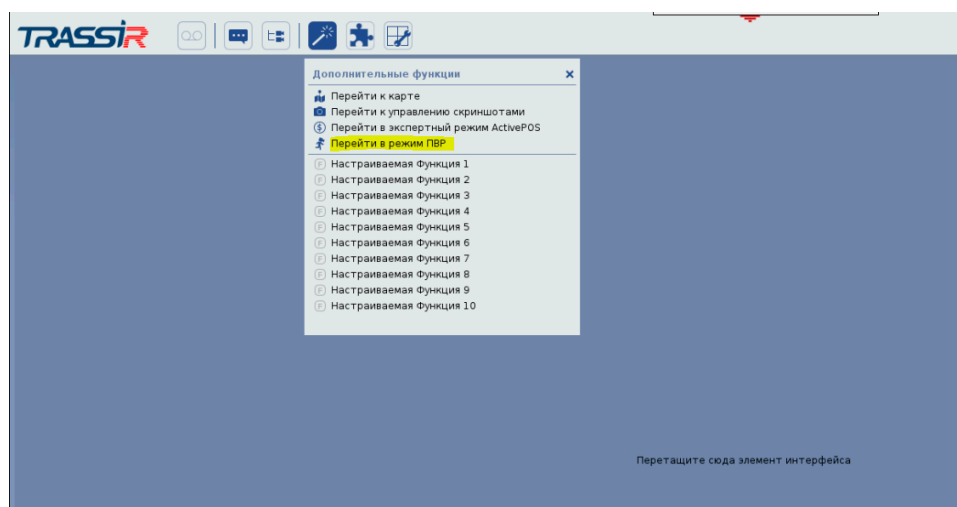 TRASSIR
Дополнительные функции
Перейти к карте
Перейти к управлению скриншотами
Перейти в экспертный режим ActivePOS
Перейти в режим ПВР
Настраиваемая Функция 1
Настраиваемая Функция 2
Настраиваемая Функция 3
Настраиваемая Функция 4
Настраиваемая Функция 5
Настраиваемая Функция 6
Настраиваемая Функция 7
Настраиваемая Функция 8
Настраиваемая Функция 9
Настраиваемая Функция 10
Перетащите сюда элемент интерфейса